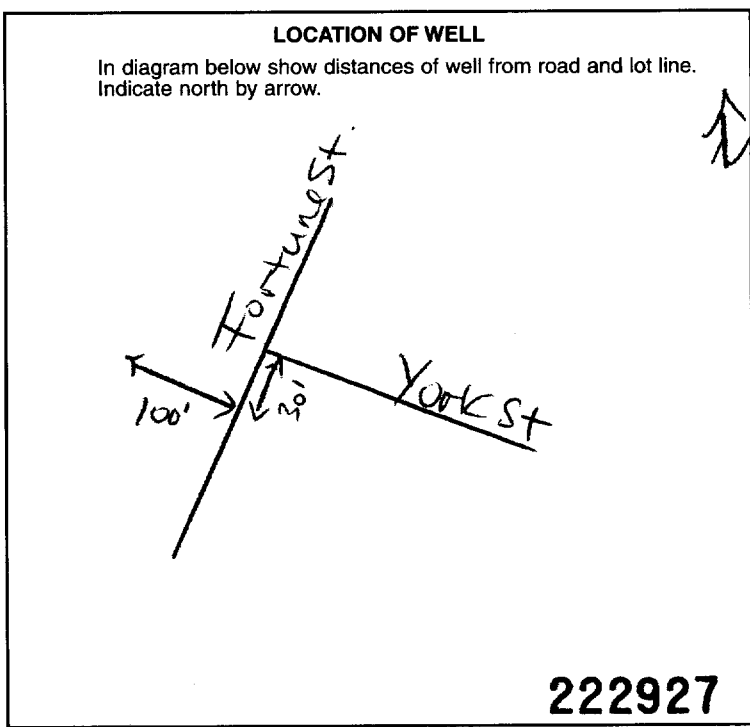 LOCATION OF WELL
In diagram below show distances of well from road and lot line.
Indicate north by arrow.
Fortune St.
100'
30'
York St
222927